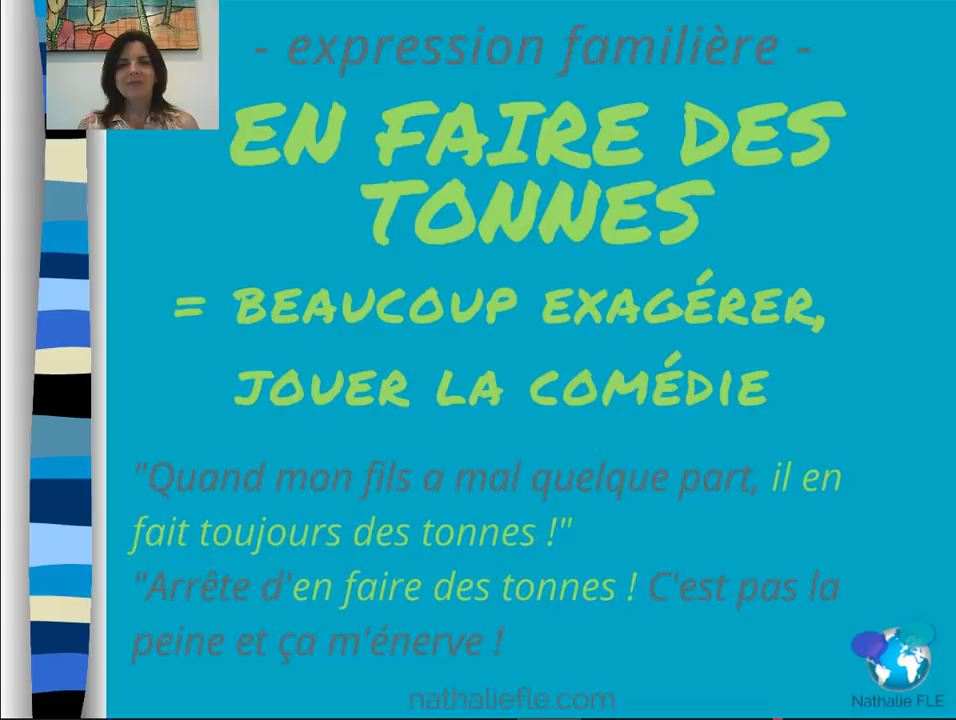 - expression familière -
EN FAIRE DES
TONNES
= BEAUCOUP EXAGÉRER,
JOUER LA COMÉDIE
"Quand mon fils a mal quelque part, il en
fait toujours des tonnes !"
"Arrête d'en faire des tonnes ! C'est pas la
peine et ça m'énerve !
nathaliefle.com
Nathalie FLE